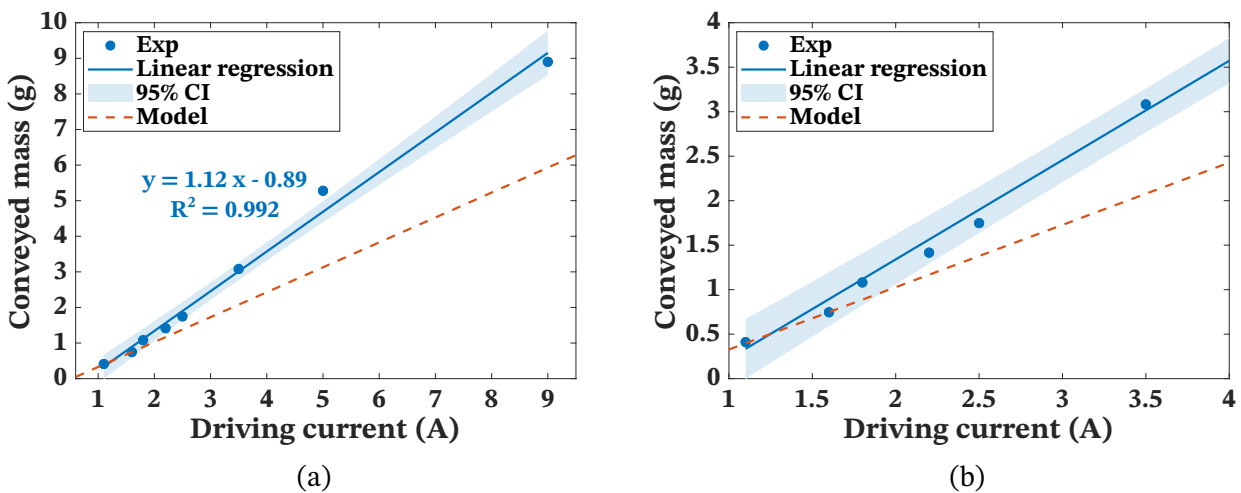 10
9
8
7
6
5
4
3
2
1
0
Conveyed mass (g)
Exp
Linear regression
95% CI
Model
y = 1.12 x - 0.89
R² = 0.992
1 2 3 4 5 6 7 8 9
Driving current (A)
(a)
4
3.5
3
2.5
2
1.5
1
0.5
0
Conveyed mass (g)
Exp
Linear regression
95% CI
Model
1 1.5 2 2.5 3 3.5 4
Driving current (A)
(b)